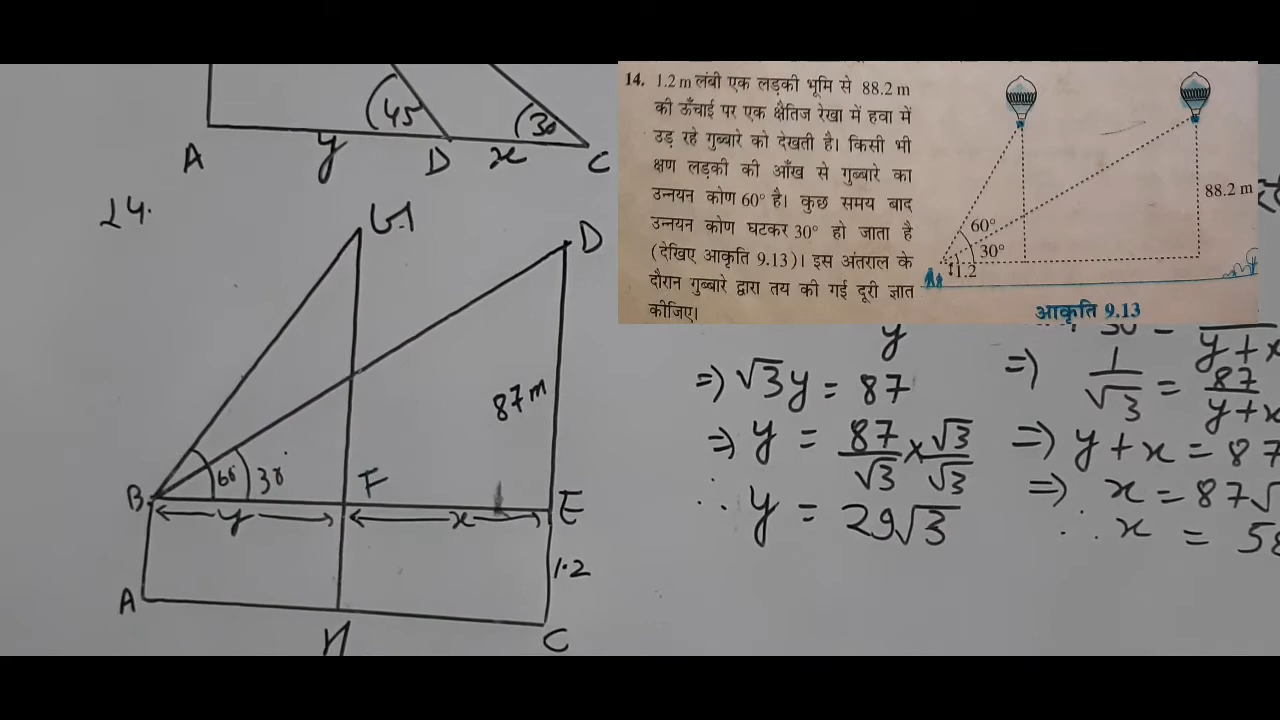 (45
(30
A
y
D
x
C
14. 1.2 m लंबी एक लड़की भूमि से 88.2 m
की ऊँचाई पर एक क्षैतिज रेखा में हवा में
उड़ रहे गुब्बारे को देखती है। किसी भी
क्षण लड़की की आँख से गुब्बारे का
उन्नयन कोण 60° है। कुछ समय बाद
उन्नयन कोण घटकर 30° हो जाता है
(देखिए आकृति 9.13)। इस अंतराल के
दौरान गुब्बारे द्वारा तय की गई दूरी ज्ञात
कीजिए।
88.2 m
60°
30°
1.2
आकृति 9.13
14.
G
D
87 m
60°
30°
B
F
E
y
x
1.2
A
H
C
y
30 =
y+x
⇒ √3y = 87
⇒ 1/√3 = 87/y+x
⇒ y = 87/√3 × √3/√3
⇒ y + x = 87
∴ y = 29√3
⇒ x = 87√
∴ x = 58